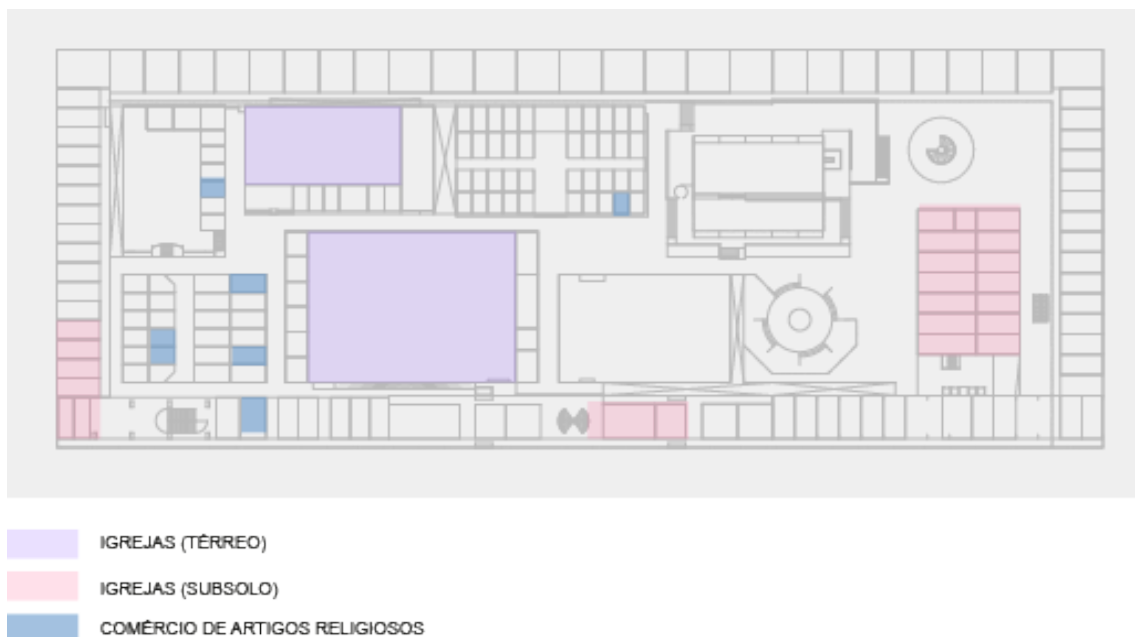 IGREJAS (TÉRREO)
IGREJAS (SUBSOLO)
COMÉRCIO DE ARTIGOS RELIGIOSOS